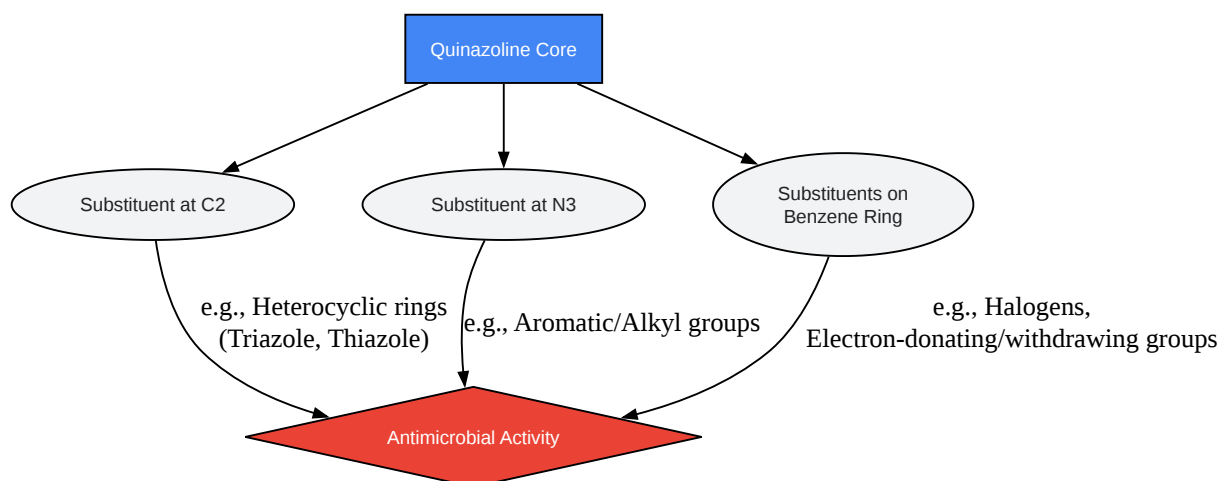 Quinazoline Core
Substituent at C2
Substituent at N3
Substituents on
Benzene Ring
e.g., Heterocyclic rings
(Triazole, Thiazole)
e.g., Aromatic/Alkyl groups
e.g., Halogens,
Electron-donating/withdrawing groups
Antimicrobial Activity